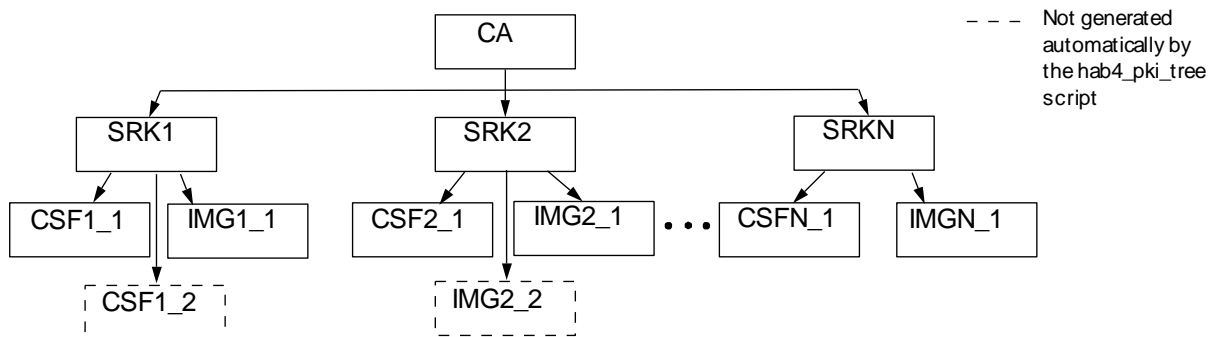 CA
Not generated
automatically by
the hab4_pki_tree
script
SRK1
SRK2
SRKN
CSF1_1
IMG1_1
CSF2_1
IMG2_1
CSFN_1
IMGN_1
CSF1_2
IMG2_2